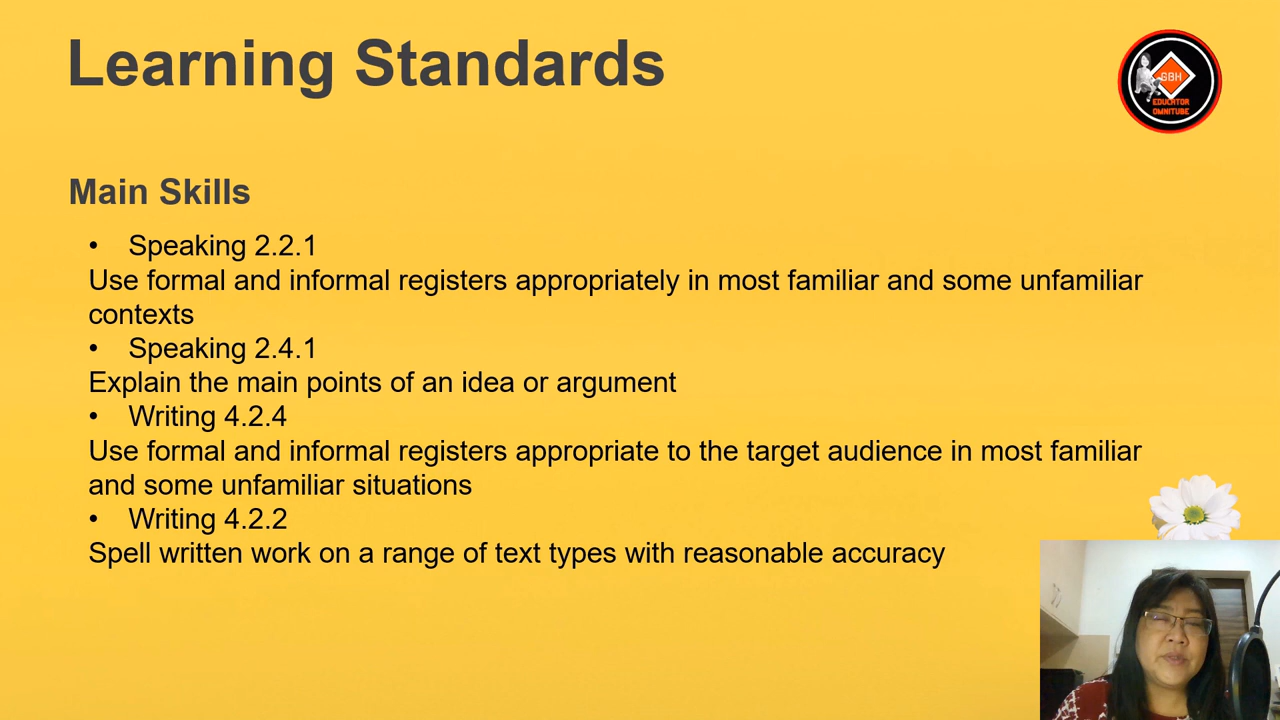 Learning Standards
GBH
EDUCATOR
OMNITUBE
Main Skills
• Speaking 2.2.1
Use formal and informal registers appropriately in most familiar and some unfamiliar
contexts
• Speaking 2.4.1
Explain the main points of an idea or argument
• Writing 4.2.4
Use formal and informal registers appropriate to the target audience in most familiar
and some unfamiliar situations
• Writing 4.2.2
Spell written work on a range of text types with reasonable accuracy